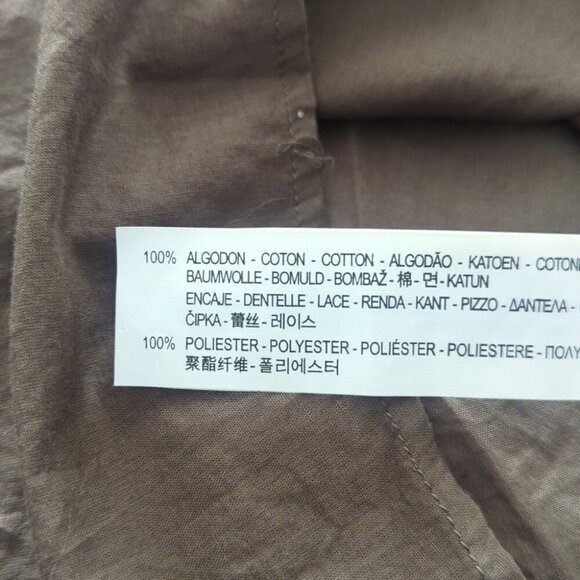 100% ALGODON - COTON - COTTON - ALGODÃO - KATOEN -
BAUMWOLLE - BOMULD - BOMBAŽ - 棉 - 면 - KATUN
ENCAJE - DENTELLE - LACE - RENDA - KANT - PIZZO - ΔΑΝΤΕΛΑ -
ČIPKA - 蕾丝 - 레이스
100% POLIESTER - POLYESTER - POLIÉSTER - POLIESTERE -
聚酯纤维 - 폴리에스터